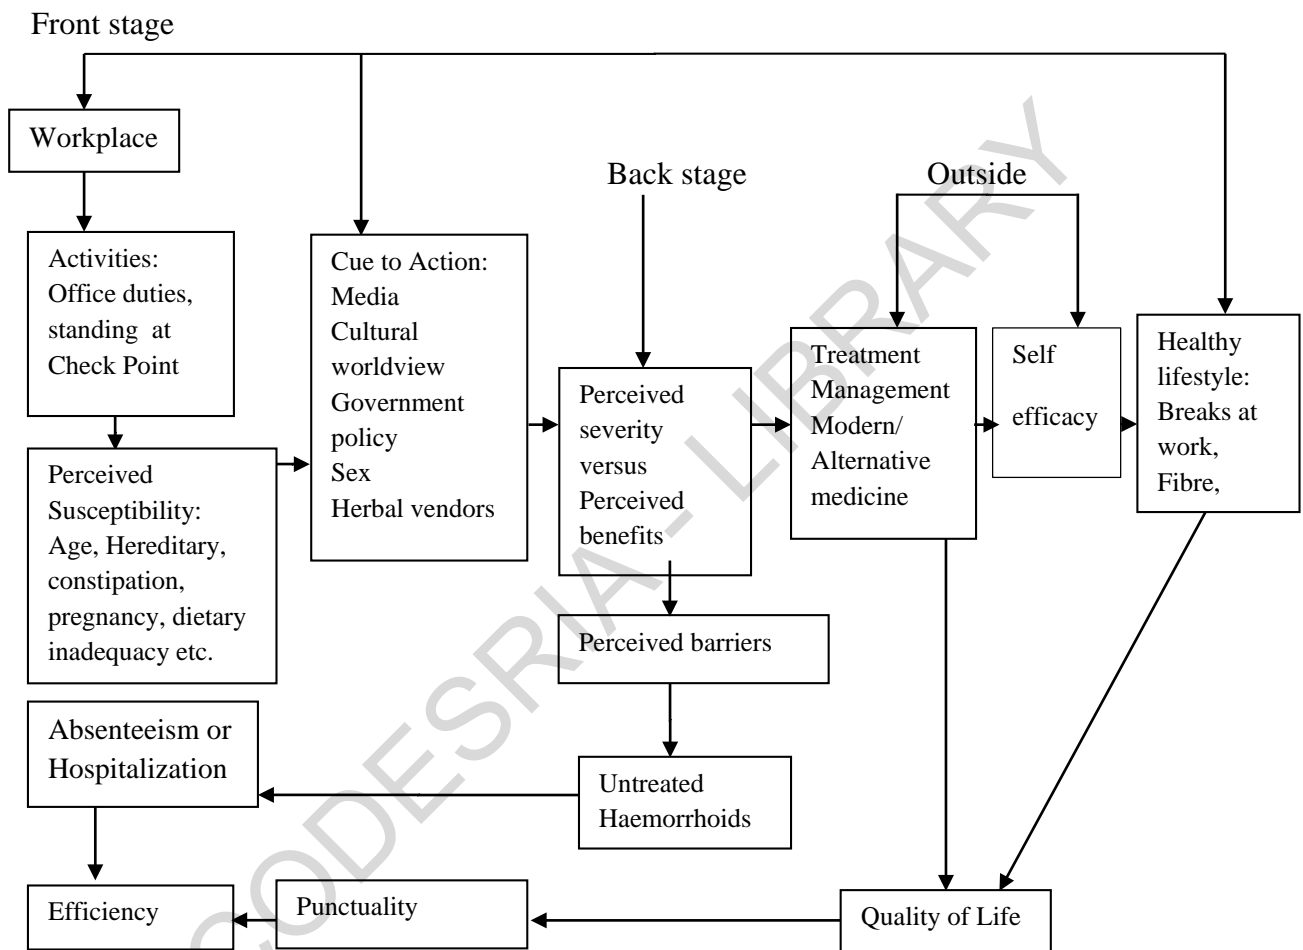 Front stage
Workplace
Back stage
Outside
Activities:
Office duties,
standing at
Check Point
Cue to Action:
Media
Cultural
worldview
Government
policy
Sex
Herbal vendors
Perceived
severity
versus
Perceived
benefits
Treatment
Management
Modern/
Alternative
medicine
Self
efficacy
Healthy
lifestyle:
Breaks at
work,
Fibre,
Perceived
Susceptibility:
Age, Hereditary,
constipation,
pregnancy, dietary
inadequacy etc.
Perceived barriers
Absenteeism or
Hospitalization
Untreated
Haemorrhoids
Efficiency
Punctuality
Quality of Life
CODESRIA - LIBRARY